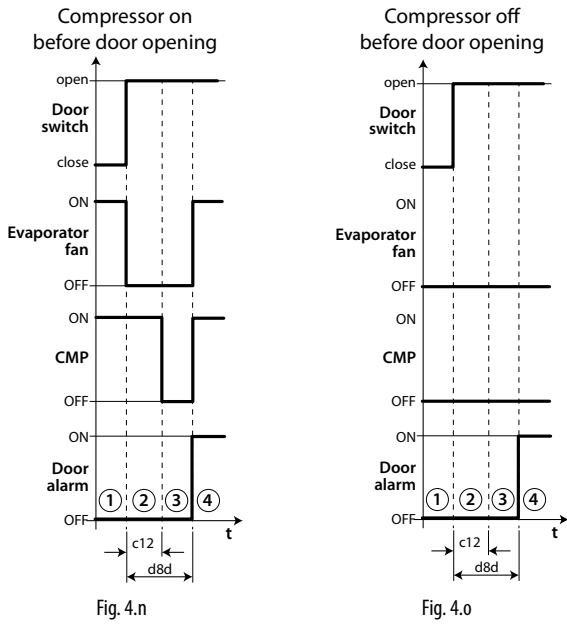 Compressor on
before door opening
open
Door
switch
close
ON
Evaporator
fan
OFF
ON
CMP
OFF
ON
Door
alarm
1 2 3 4
OFF
t
c12
d8d
Fig. 4.n
Compressor off
before door opening
open
Door
switch
close
ON
Evaporator
fan
OFF
ON
CMP
OFF
ON
Door
alarm
1 2 3 4
OFF
t
c12
d8d
Fig. 4.o